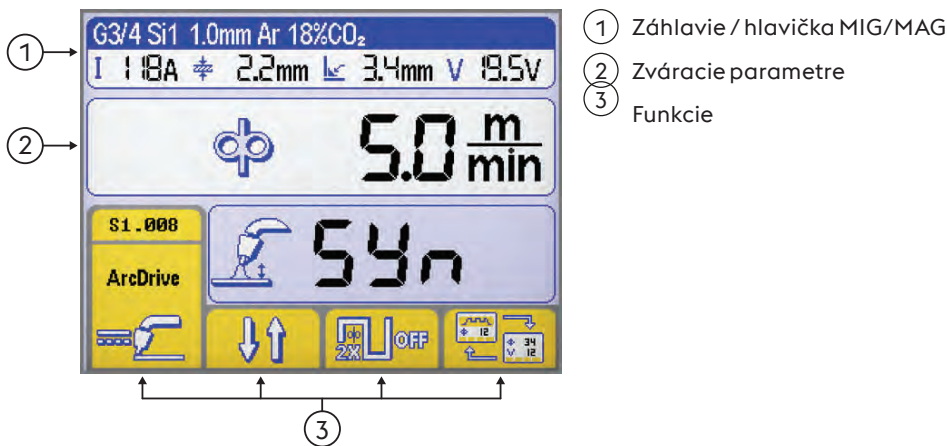 G3/4 Si1 1.0mm Ar 18%CO₂
I 118A 2.2mm 3.4mm V 19.5V
5.0 m/min
S1.008
ArcDrive
SYn
2X OFF
12
34
V 12
1
2
3
1 Záhlavie / hlavička MIG/MAG
2 Zváracie parametre
3 Funkcie